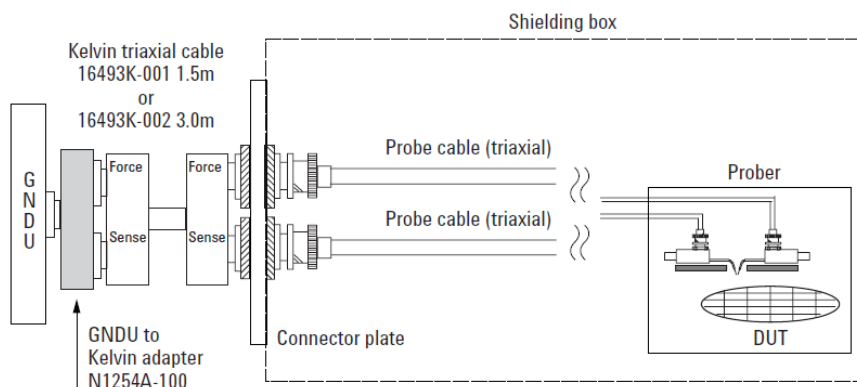 Shielding box
Kelvin triaxial cable
16493K-001 1.5m
or
16493K-002 3.0m
GNDU
Force
Sense
Force
Sense
Probe cable (triaxial)
Probe cable (triaxial)
Prober
DUT
Connector plate
GNDU to
Kelvin adapter
N1254A-100